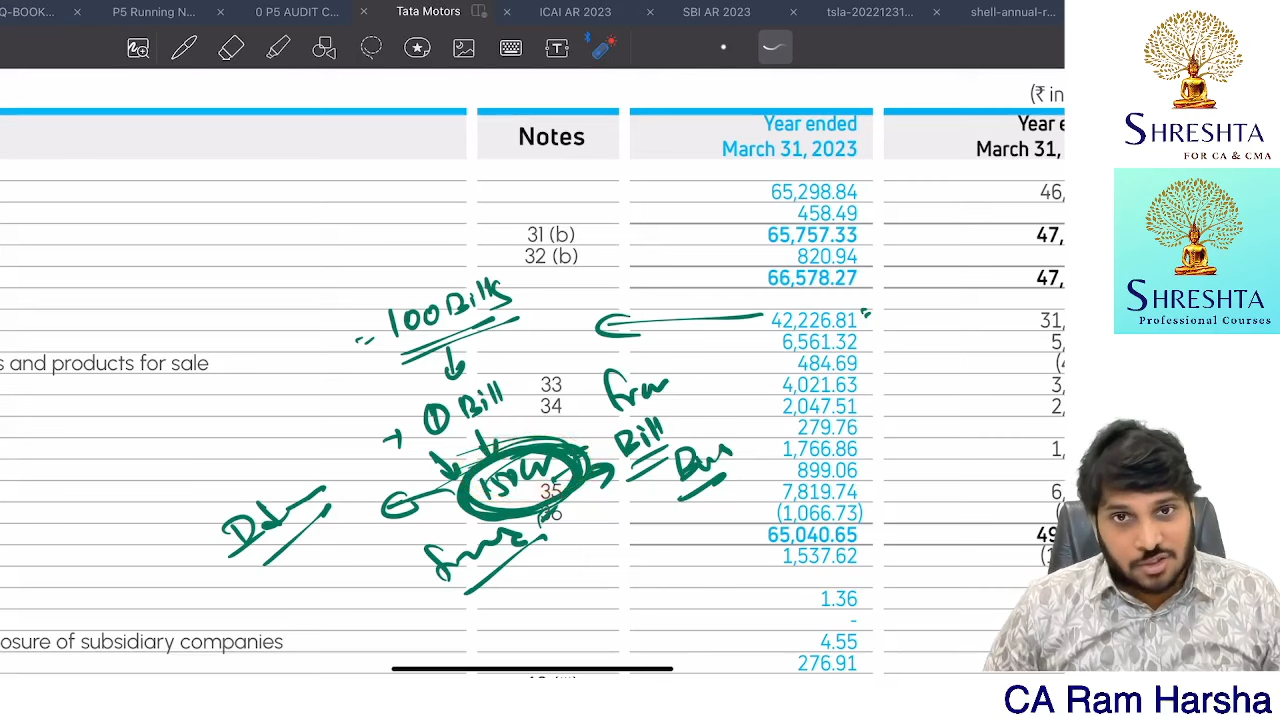 Q-BOOK...
P5 Running N...
0 P5 AUDIT C...
Tata Motors
ICAI AR 2023
SBI AR 2023
tsla-20221231...
shell-annual-r...
(₹ in
Notes
Year ended
March 31, 2023
Year e
March 31,
65,298.84
46,
458.49
31 (b)
65,757.33
47,
32 (b)
820.94
66,578.27
47,
42,226.81
31,
6,561.32
5,
s and products for sale
484.69
(4
33
4,021.63
3,
34
2,047.51
2,
279.76
1,766.86
1,
899.06
35
7,819.74
6,
(1,066.73)
(
65,040.65
49
1,537.62
(1
1.36
-
osure of subsidiary companies
4.55
276.91
100 Bills
① Bill
Bill
SHRESHTA
FOR CA & CMA
SHRESHTA
Professional Courses
CA Ram Harsha